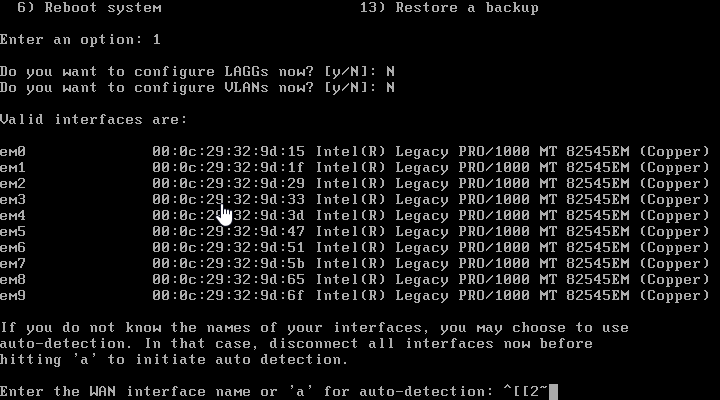 6) Reboot system                         13) Restore a backup
Enter an option: 1
Do you want to configure LAGGs now? [y/N]: N
Do you want to configure VLANs now? [y/N]: N
Valid interfaces are:
em0             00:0c:29:32:9d:15 Intel(R) Legacy PRO/1000 MT 82545EM (Copper)
em1             00:0c:29:32:9d:1f Intel(R) Legacy PRO/1000 MT 82545EM (Copper)
em2             00:0c:29:32:9d:29 Intel(R) Legacy PRO/1000 MT 82545EM (Copper)
em3             00:0c:29:32:9d:33 Intel(R) Legacy PRO/1000 MT 82545EM (Copper)
em4             00:0c:29:32:9d:3d Intel(R) Legacy PRO/1000 MT 82545EM (Copper)
em5             00:0c:29:32:9d:47 Intel(R) Legacy PRO/1000 MT 82545EM (Copper)
em6             00:0c:29:32:9d:51 Intel(R) Legacy PRO/1000 MT 82545EM (Copper)
em7             00:0c:29:32:9d:5b Intel(R) Legacy PRO/1000 MT 82545EM (Copper)
em8             00:0c:29:32:9d:65 Intel(R) Legacy PRO/1000 MT 82545EM (Copper)
em9             00:0c:29:32:9d:6f Intel(R) Legacy PRO/1000 MT 82545EM (Copper)
If you do not know the names of your interfaces, you may choose to use
auto-detection. In that case, disconnect all interfaces now before
hitting 'a' to initiate auto detection.
Enter the WAN interface name or 'a' for auto-detection: ^[[2~